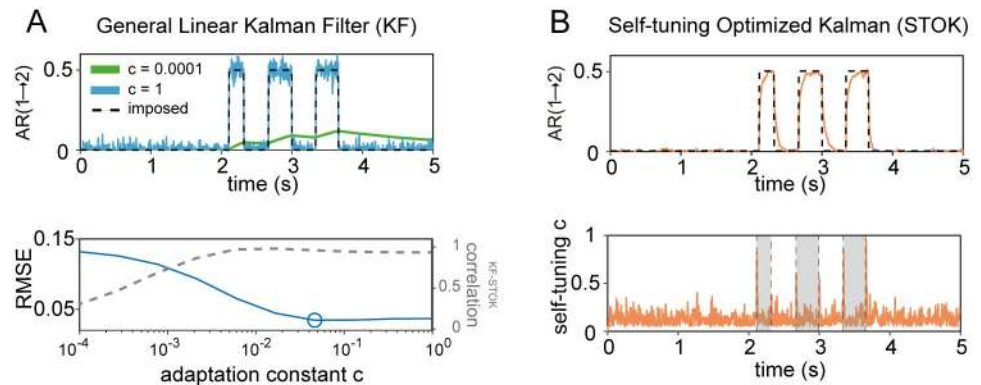 A
General Linear Kalman Filter (KF)
AR(1→2)
0.5
0
c = 0.0001
c = 1
imposed
0 1 2 3 4 5
time (s)
RMSE
0.15
0.05
1
0.5
0
correlation KF-STOK
10-4 10-3 10-2 10-1 100
adaptation constant c
B
Self-tuning Optimized Kalman (STOK)
AR(1→2)
0.5
0
0 1 2 3 4 5
time (s)
self-tuning c
1
0.5
0
0 1 2 3 4 5
time (s)